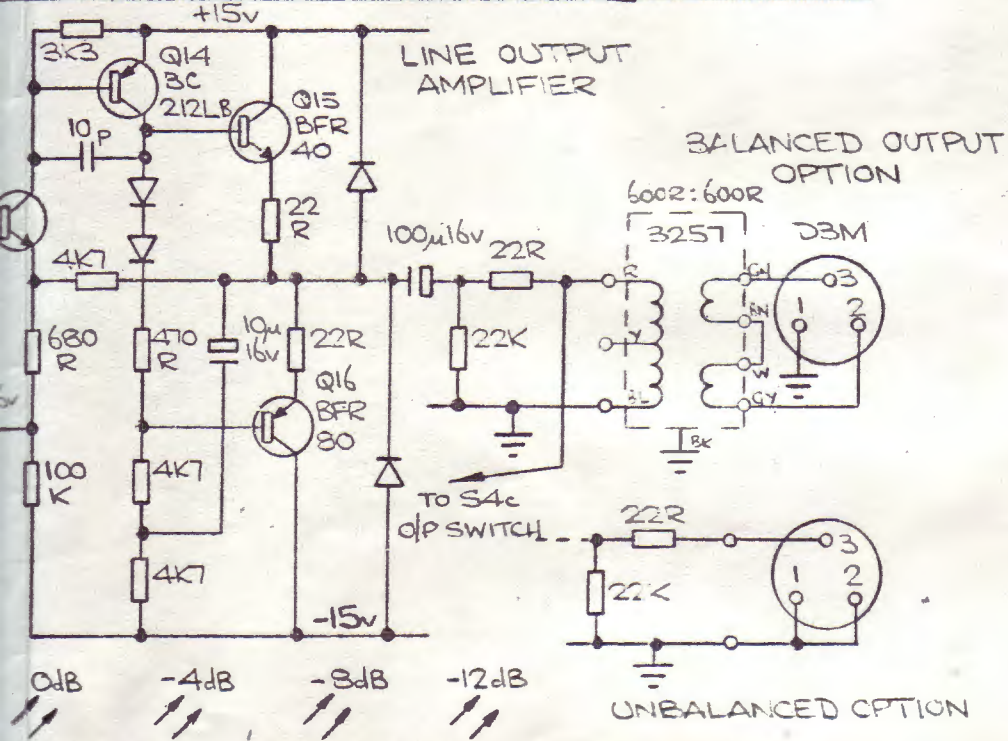 +15v
LINE OUTPUT
AMPLIFIER
3K3
Q14
BC
212LB
Q15
BFR
40
10p
22
R
BALANCED OUTPUT
OPTION
600R:600R
3257
D3M
100µ16v
22R
4K7
R
Y
BL
GN
BN
W
GY
BK
3
1
2
680
R
470
R
10µ
16v
22R
22K
Q16
BFR
80
100
K
4K7
4K7
TO S4c
O/P SWITCH
22R
22K
3
1
2
-15v
0dB
-4dB
-8dB
-12dB
UNBALANCED OPTION